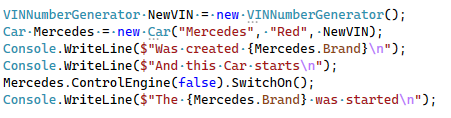 VINNumberGenerator NewVIN = new VINNumberGenerator();
Car Mercedes = new Car("Mercedes", "Red", NewVIN);
Console.WriteLine($"Was created {Mercedes.Brand}\n");
Console.WriteLine($"And this Car starts\n");
Mercedes.ControlEngine(false).SwitchOn();
Console.WriteLine($"The {Mercedes.Brand} was started\n");